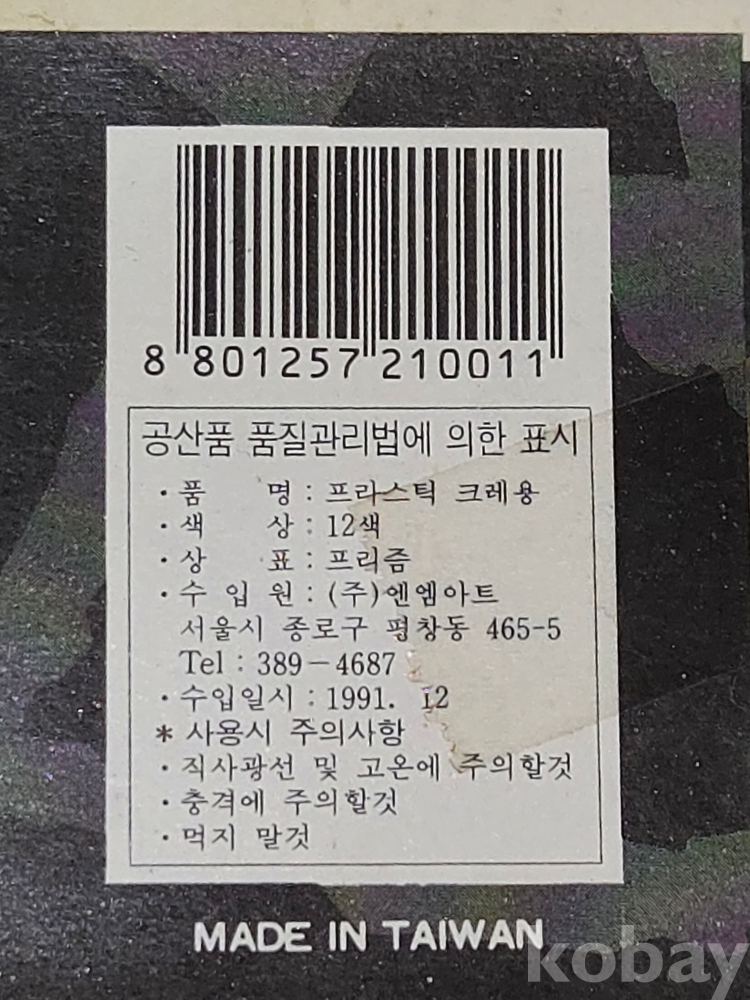 8 801257 210011
공산품 품질관리법에 의한 표시
· 품 명 : 프라스틱 크레용
· 색 상 : 12색
· 상 표 : 프리즘
· 수 입 원 : (주)엔엠아트
서울시 종로구 평창동 465-5
Tel : 389-4687
· 수입일시 : 1991. 12
* 사용시 주의사항
· 직사광선 및 고온에 주의할것
· 충격에 주의할것
· 먹지 말것
MADE IN TAIWAN
kobay